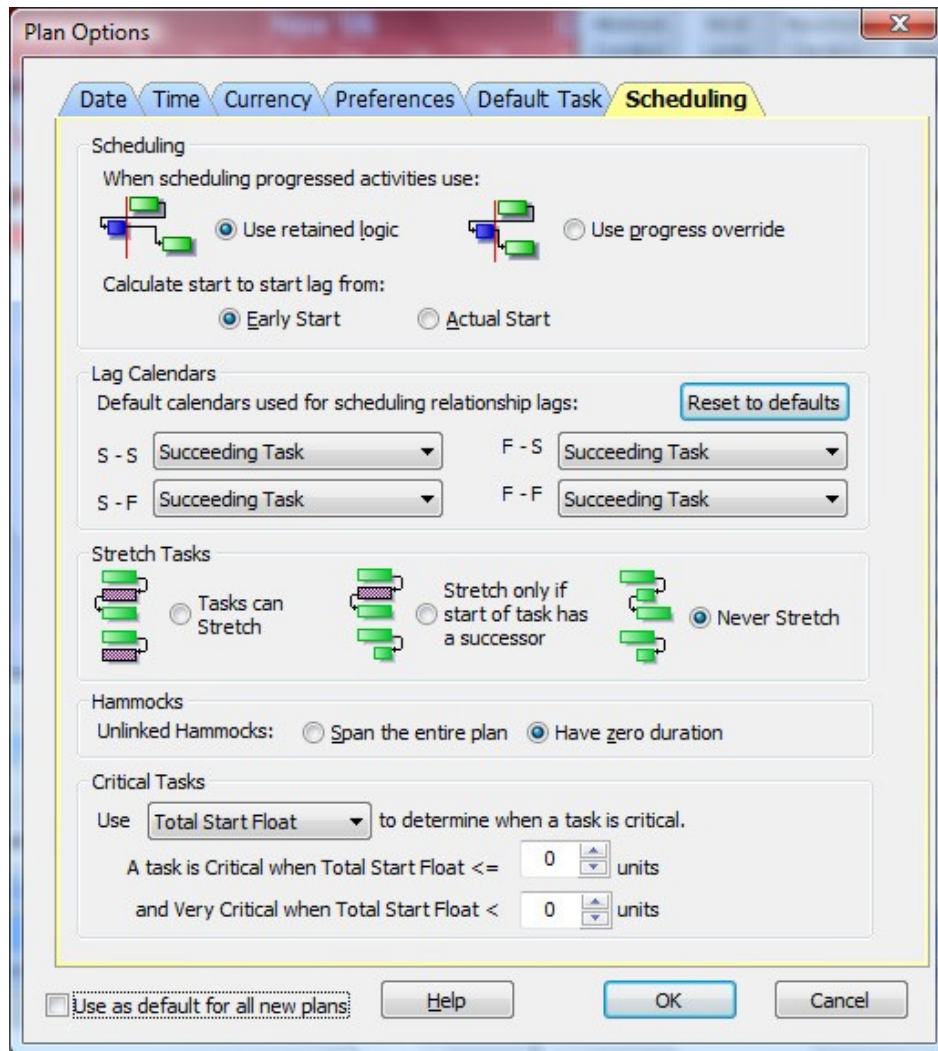 Plan Options
Date Time Currency Preferences Default Task Scheduling
Scheduling
When scheduling progressed activities use:
Use retained logic Use progress override
Calculate start to start lag from:
Early Start Actual Start
Lag Calendars
Default calendars used for scheduling relationship lags: Reset to defaults
S - S Succeeding Task F - S Succeeding Task
S - F Succeeding Task F - F Succeeding Task
Stretch Tasks
Tasks can
Stretch
Stretch only if
start of task has
a successor
Never Stretch
Hammocks
Unlinked Hammocks: Span the entire plan Have zero duration
Critical Tasks
Use Total Start Float to determine when a task is critical.
A task is Critical when Total Start Float <= 0 units
and Very Critical when Total Start Float < 0 units
Use as default for all new plans Help OK Cancel